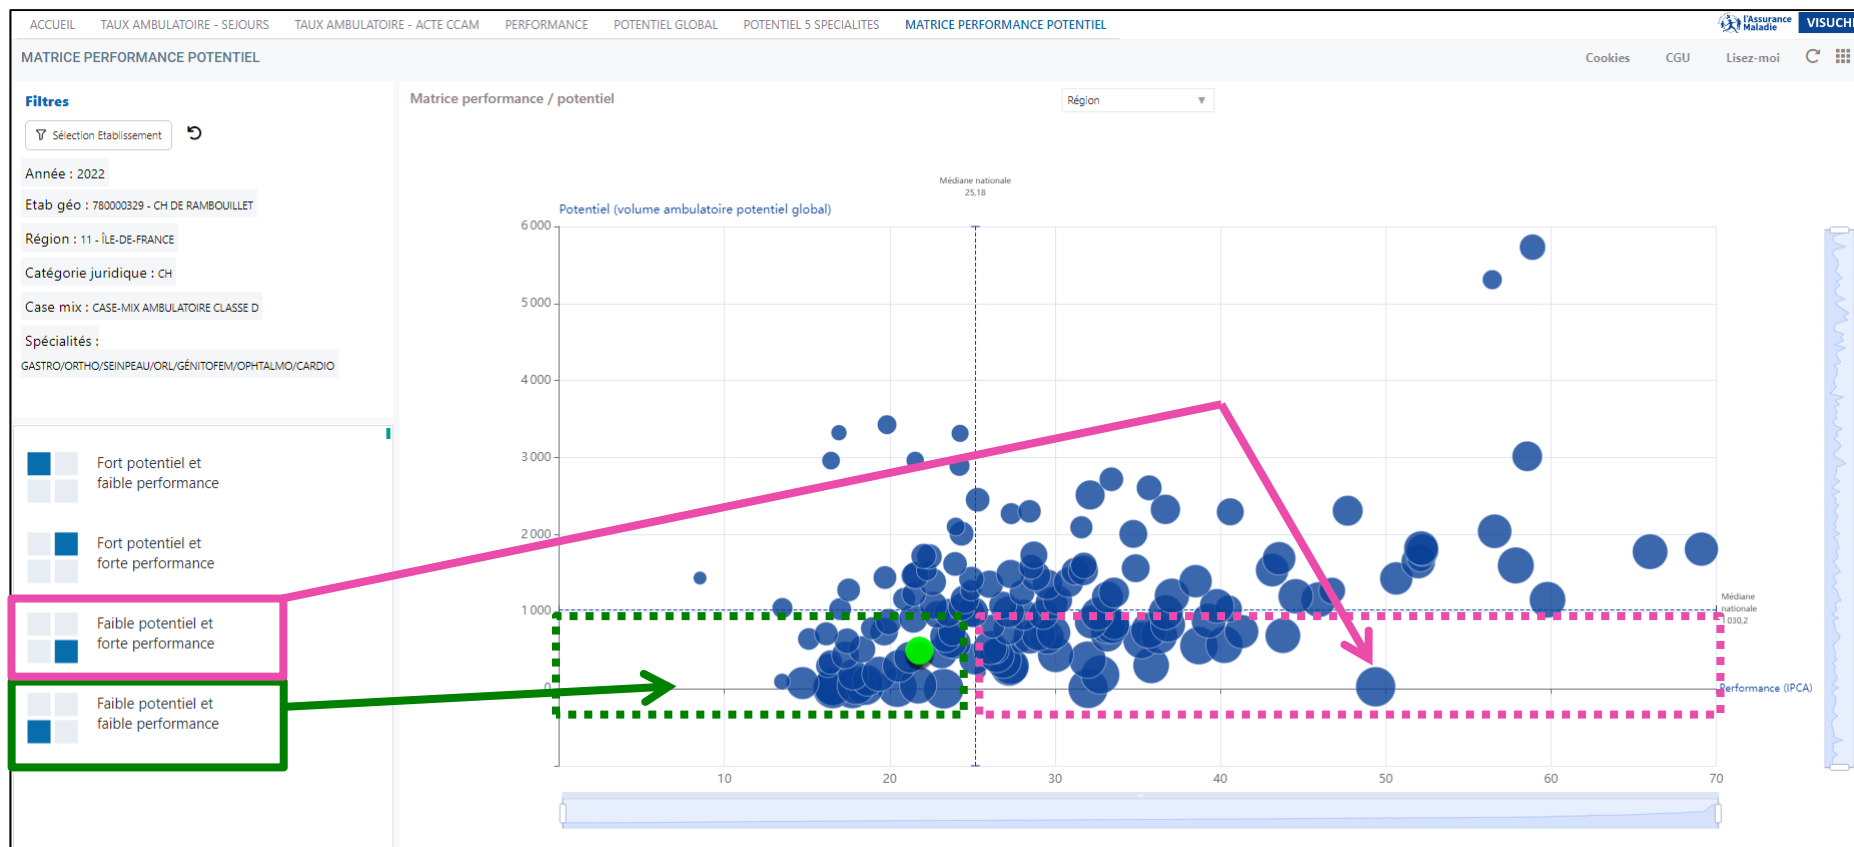 ACCUEIL TAUX AMBULATOIRE - SEJOURS TAUX AMBULATOIRE - ACTE CCAM PERFORMANCE POTENTIEL GLOBAL POTENTIEL 5 SPECIALITES MATRICE PERFORMANCE POTENTIEL
l'Assurance
Maladie
VISUCHI
MATRICE PERFORMANCE POTENTIEL
Cookies CGU Lisez-moi
Filtres
Sélection Etablissement
Année : 2022
Etab géo : 780000329 - CH DE RAMBOUILLET
Région : 11 - ÎLE-DE-FRANCE
Catégorie juridique : CH
Case mix : CASE-MIX AMBULATOIRE CLASSE D
Spécialités :
GASTRO/ORTHO/SEINPEAU/ORL/GÉNITOFEM/OPHTALMO/CARDIO
Fort potentiel et
faible performance
Fort potentiel et
forte performance
Faible potentiel et
forte performance
Faible potentiel et
faible performance
Matrice performance / potentiel
Région
Médiane nationale
25,18
Potentiel (volume ambulatoire potentiel global)
6 000
5 000
4 000
3 000
2 000
1 000
0
Médiane
nationale
1 030,2
Performance (IPCA)
10 20 30 40 50 60 70